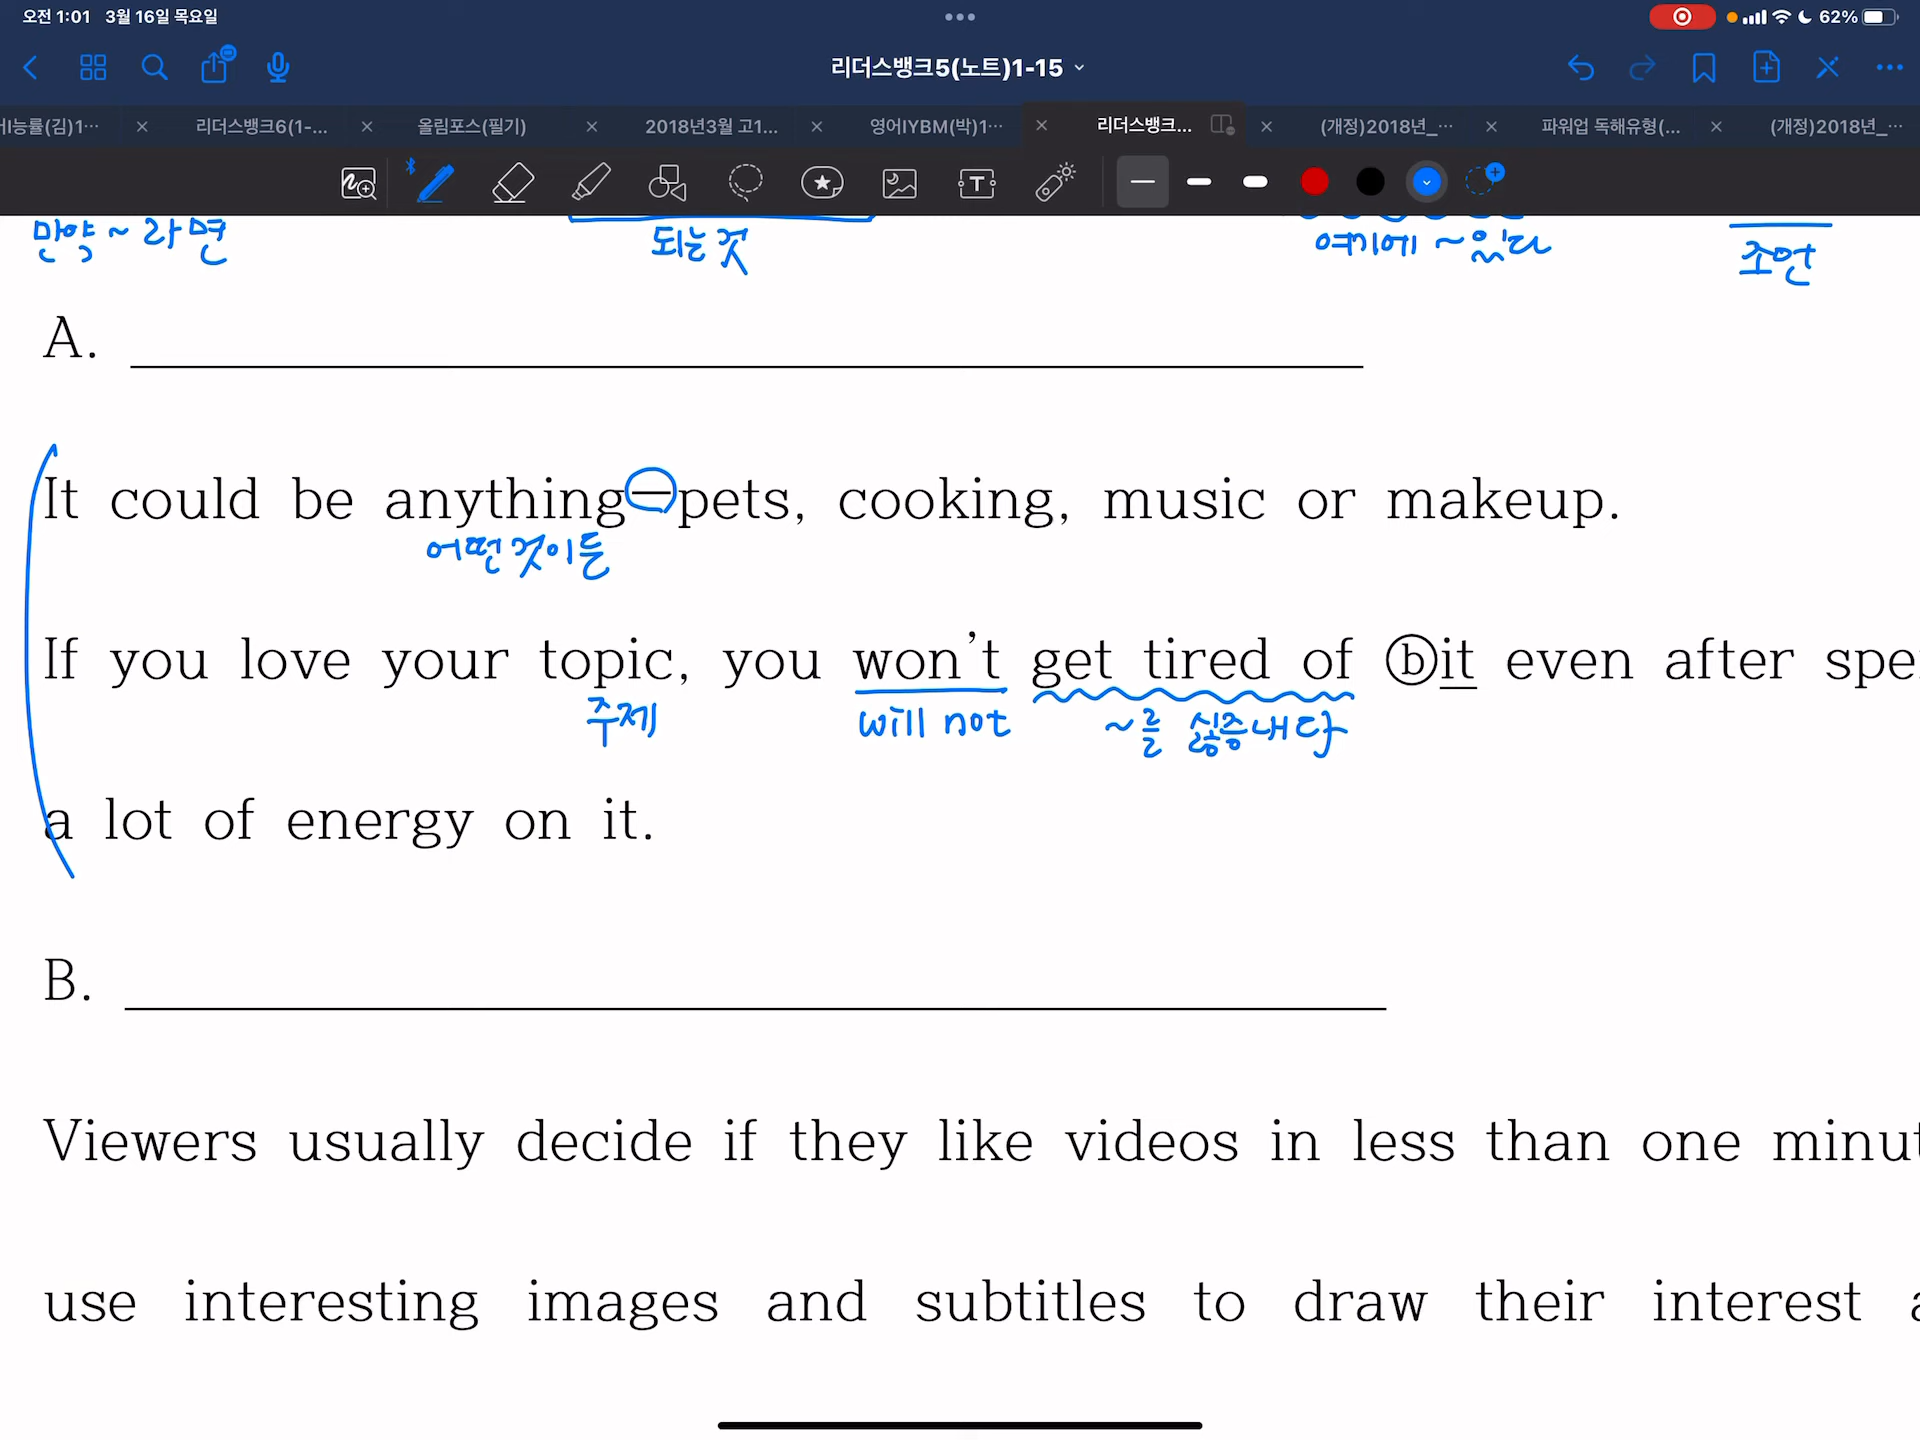 오전 1:01 3월 16일 목요일
62%
리더스뱅크5(노트)1-15
능률(김)1…
리더스뱅크6(1-...
올림포스(필기)
2018년3월 고1...
영어IYBM(박)1…
리더스뱅크...
(개정)2018년_…
파워업 독해유형(...
(개정)2018년_…
만약~라면
되는 것
여기에 ~있다
조언
A.
It could be anything—pets, cooking, music or makeup.
어떤것이든
If you love your topic, you won't get tired of ⓑit even after spe
주제
will not
~를 싫증내다
a lot of energy on it.
B.
Viewers usually decide if they like videos in less than one minut
use interesting images and subtitles to draw their interest a